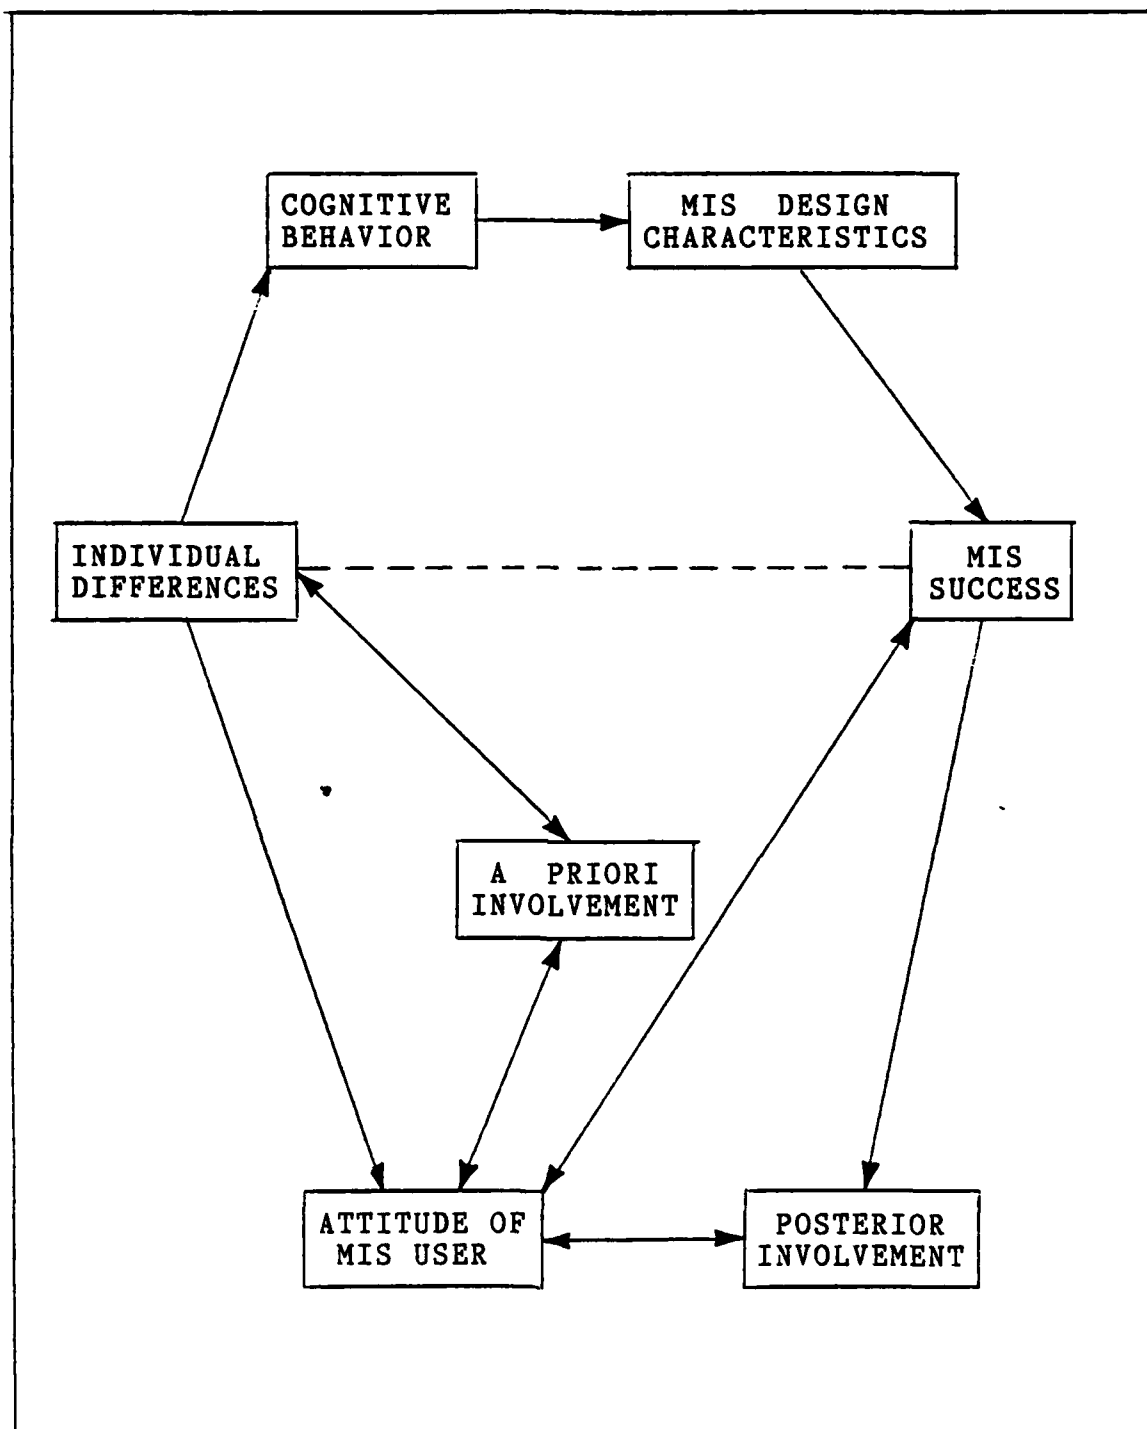 COGNITIVE
BEHAVIOR
MIS DESIGN
CHARACTERISTICS
INDIVIDUAL
DIFFERENCES
MIS
SUCCESS
A PRIORI
INVOLVEMENT
ATTITUDE OF
MIS USER
POSTERIOR
INVOLVEMENT